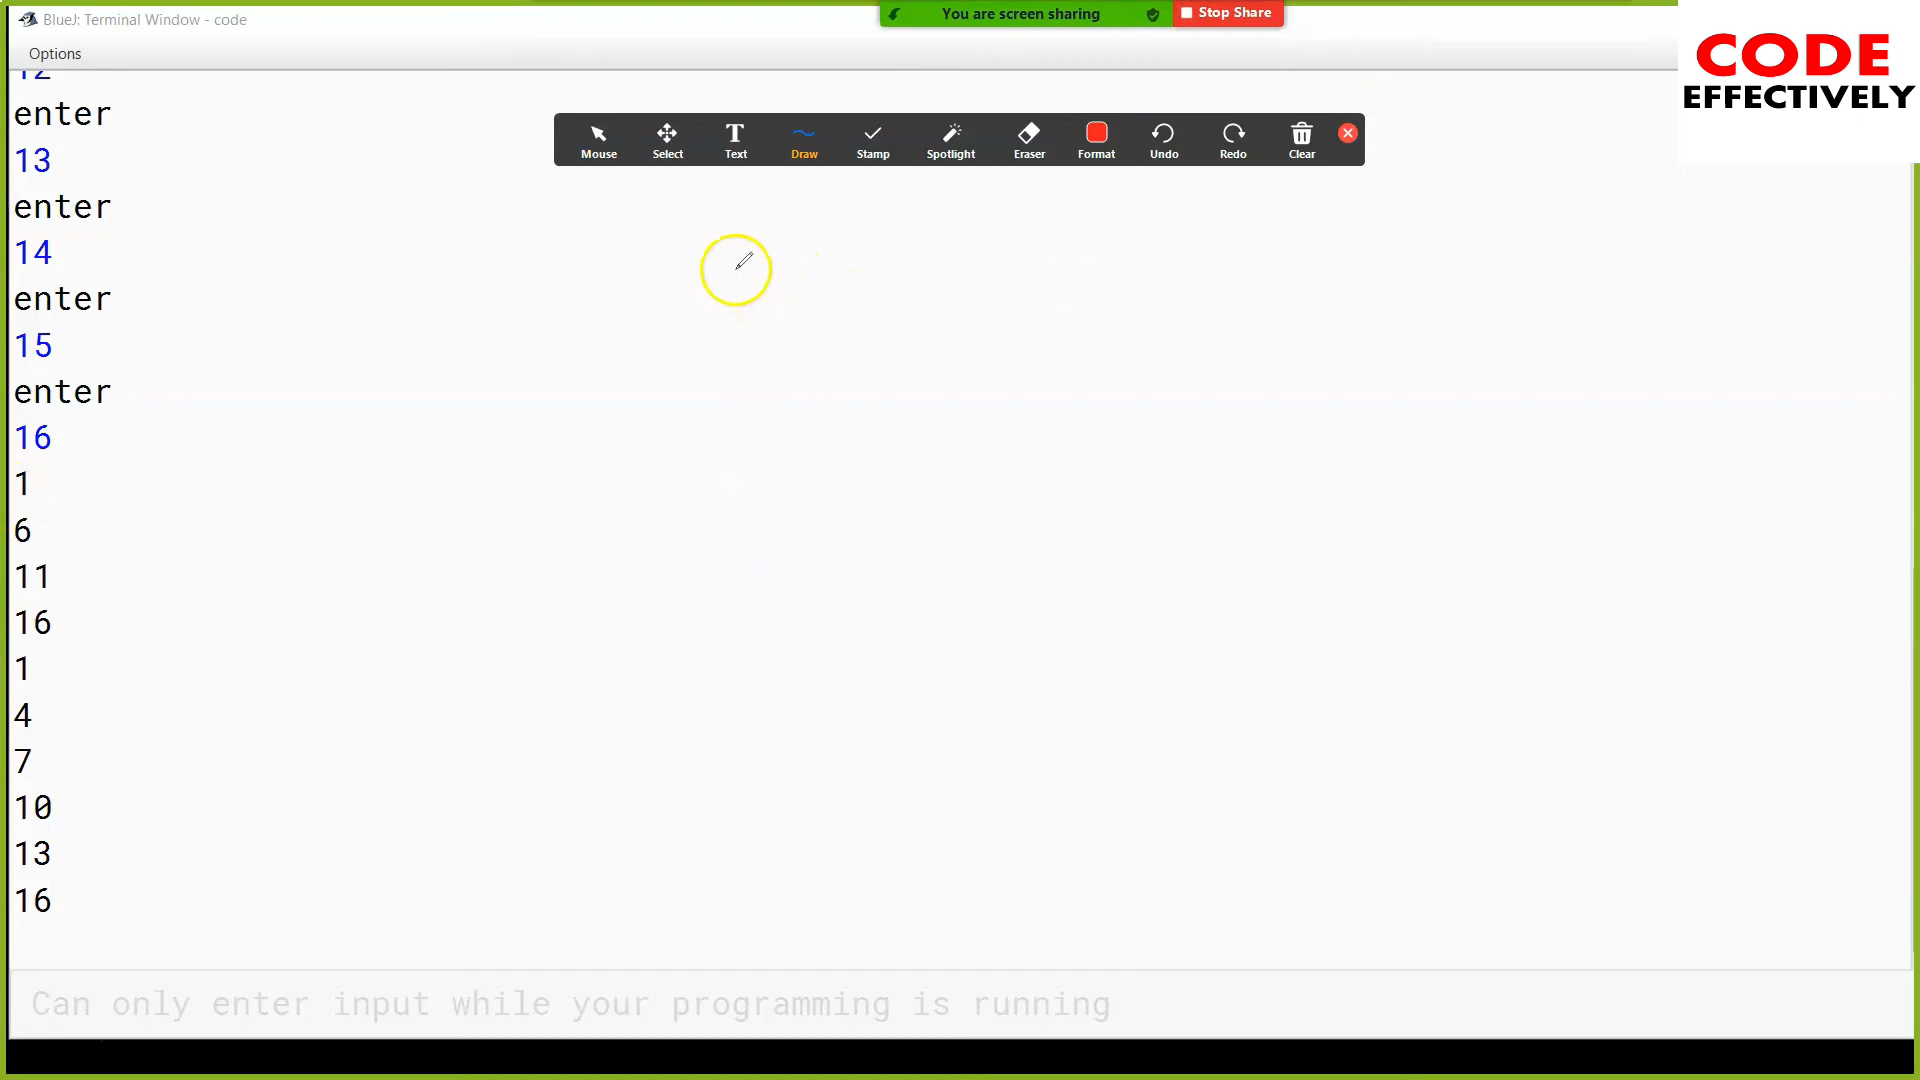 BlueJ: Terminal Window - code
You are screen sharing
Stop Share
CODE
EFFECTIVELY
Options
12
enter
Mouse
Select
Text
Draw
Stamp
Spotlight
Eraser
Format
Undo
Redo
Clear
13
enter
14
enter
15
enter
16
1
6
11
16
1
4
7
10
13
16
Can only enter input while your programming is running